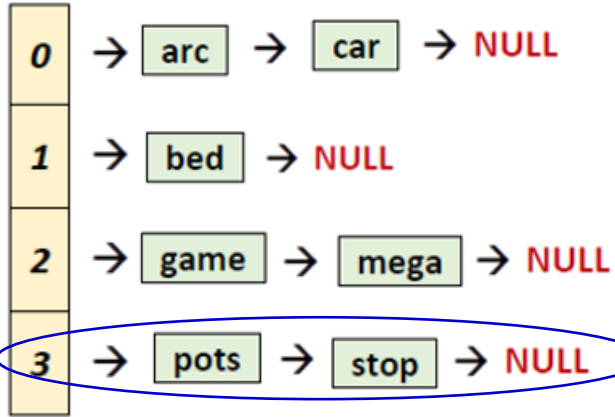 0 → arc → car → NULL
1 → bed → NULL
2 → game → mega → NULL
3 → pots → stop → NULL